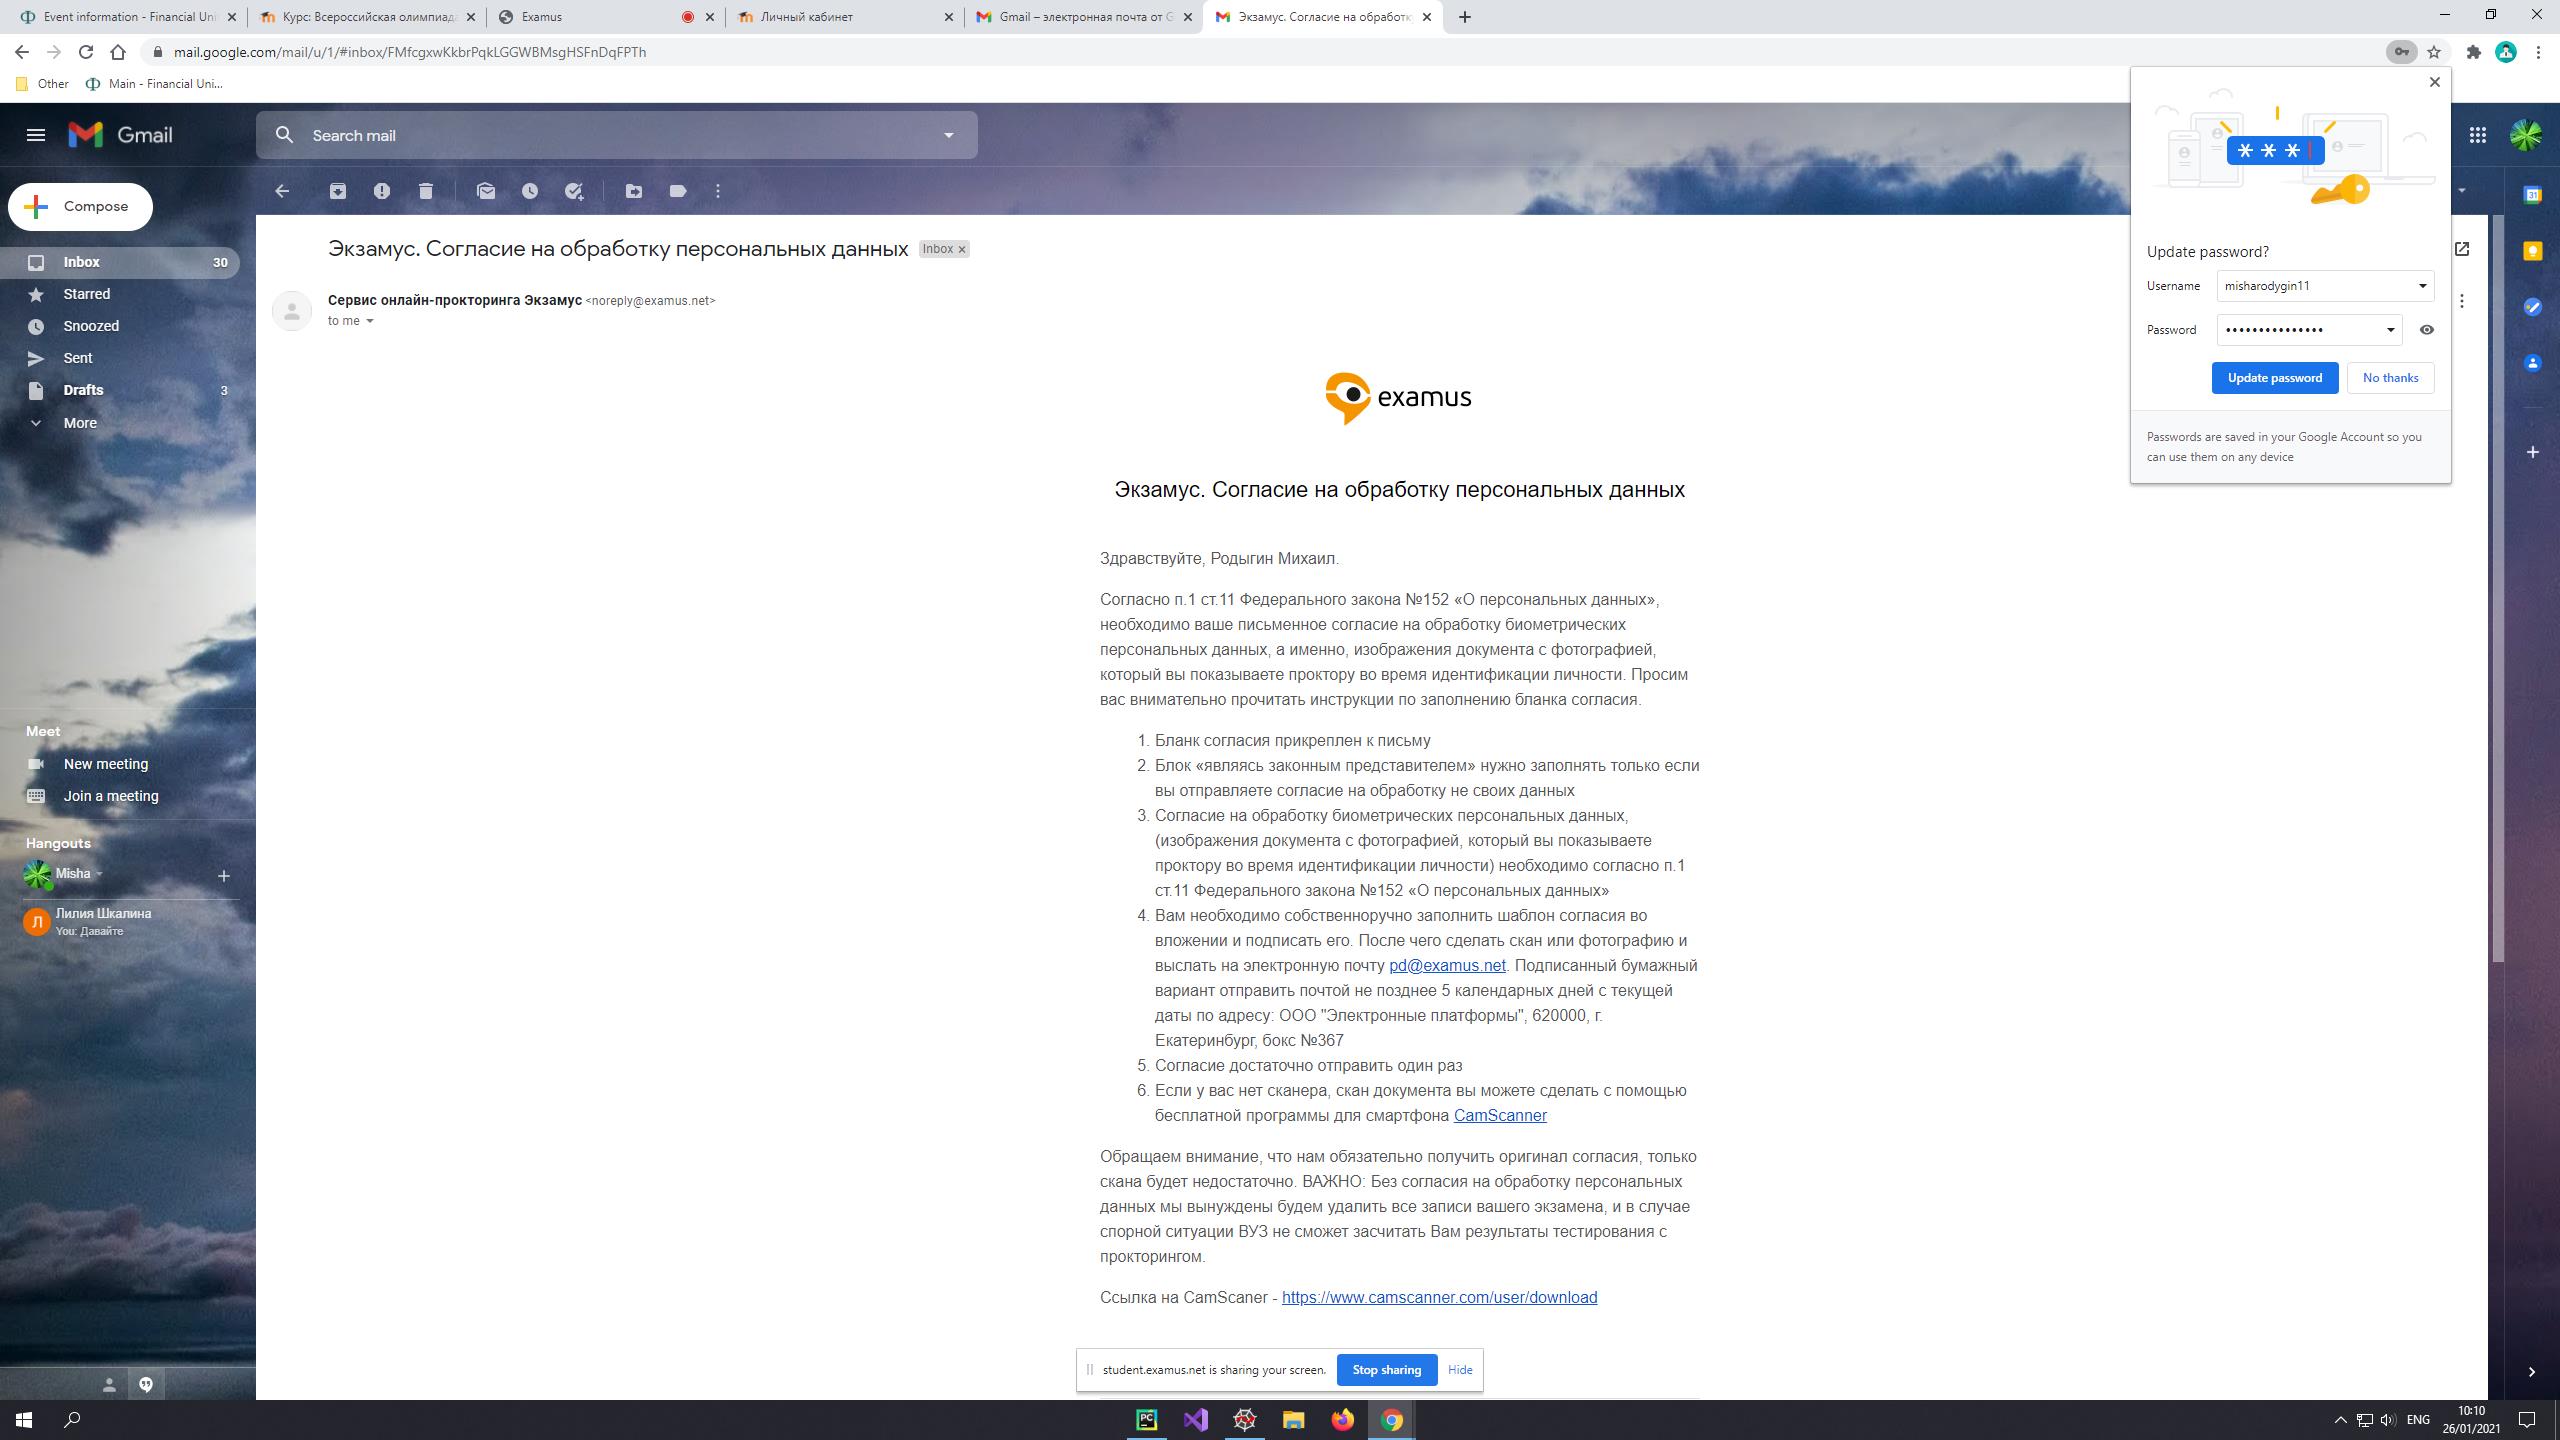 Event information - Financial Uni
Курс: Всероссийская олимпиада
Examus
Личный кабинет
Gmail – электронная почта от G
Экзамус. Согласие на обработк
mail.google.com/mail/u/1/#inbox/FMfcgxwKkbrPqkLGGWBMsgHSFnDqFPTh
Other
Main - Financial Uni...
Gmail
Search mail
Compose
Inbox 30
Starred
Snoozed
Sent
Drafts 3
More
Meet
New meeting
Join a meeting
Hangouts
Misha
Л
Лилия Шкалина
You: Давайте
Экзамус. Согласие на обработку персональных данных Inbox
Сервис онлайн-прокторинга Экзамус <noreply@examus.net>
to me
examus
Экзамус. Согласие на обработку персональных данных
Здравствуйте, Родыгин Михаил.
Согласно п.1 ст.11 Федерального закона №152 «О персональных данных»,
необходимо ваше письменное согласие на обработку биометрических
персональных данных, а именно, изображения документа с фотографией,
который вы показываете проктору во время идентификации личности. Просим
вас внимательно прочитать инструкции по заполнению бланка согласия.
1. Бланк согласия прикреплен к письму
2. Блок «являясь законным представителем» нужно заполнять только если
вы отправляете согласие на обработку не своих данных
3. Согласие на обработку биометрических персональных данных,
(изображения документа с фотографией, который вы показываете
проктору во время идентификации личности) необходимо согласно п.1
ст.11 Федерального закона №152 «О персональных данных»
4. Вам необходимо собственноручно заполнить шаблон согласия во
вложении и подписать его. После чего сделать скан или фотографию и
выслать на электронную почту pd@examus.net. Подписанный бумажный
вариант отправить почтой не позднее 5 календарных дней с текущей
даты по адресу: ООО "Электронные платформы", 620000, г.
Екатеринбург, бокс №367
5. Согласие достаточно отправить один раз
6. Если у вас нет сканера, скан документа вы можете сделать с помощью
бесплатной программы для смартфона CamScanner
Обращаем внимание, что нам обязательно получить оригинал согласия, только
скана будет недостаточно. ВАЖНО: Без согласия на обработку персональных
данных мы вынуждены будем удалить все записи вашего экзамена, и в случае
спорной ситуации ВУЗ не сможет засчитать Вам результаты тестирования с
прокторингом.
Ссылка на CamScaner - https://www.camscanner.com/user/download
student.examus.net is sharing your screen. Stop sharing Hide
Update password?
Username misharodygin11
Password •••••••••••••••
Update password No thanks
Passwords are saved in your Google Account so you
can use them on any device
31
PC
ENG
10:10
26/01/2021